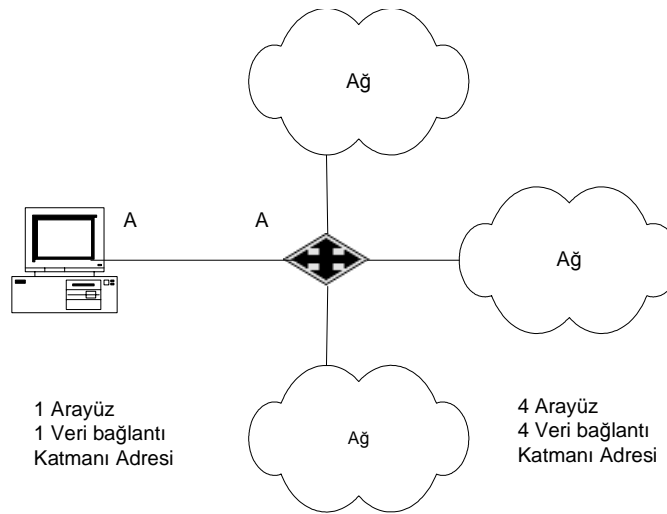 Ağ
A
A
Ağ
Ağ
1 Arayüz
1 Veri bağlantı
Katmanı Adresi
4 Arayüz
4 Veri bağlantı
Katmanı Adresi